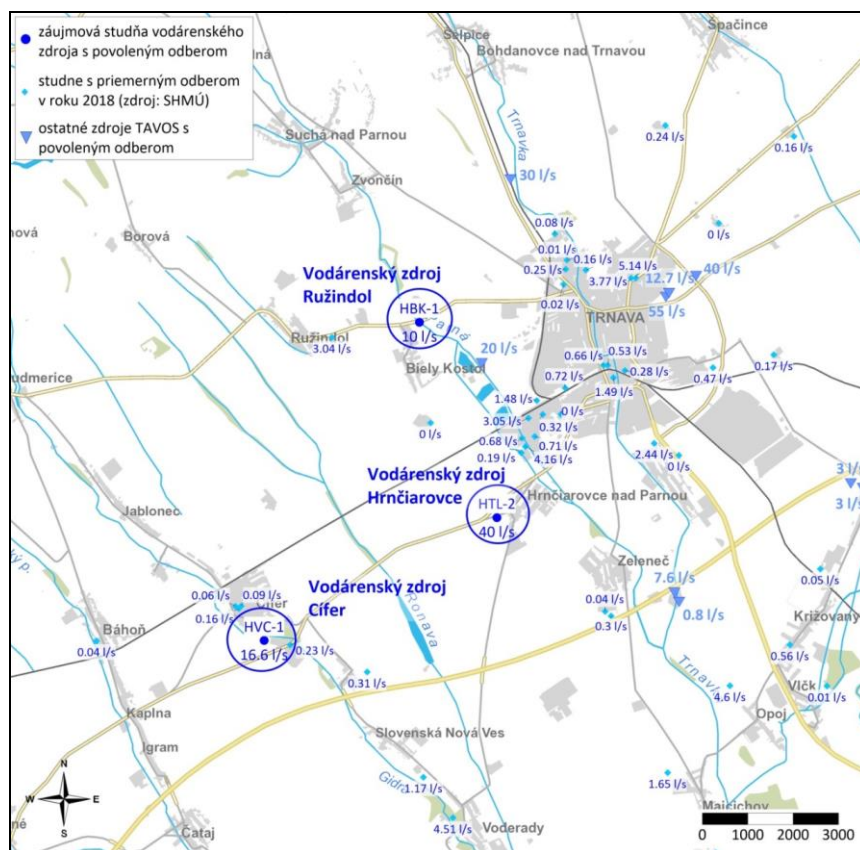 záujmová studňa vodárenského
zdroja s povoleným odberom
studne s priemerným odberom
v roku 2018 (zdroj: SHMÚ)
ostatné zdroje TAVOS s
povoleným odberom
Šelpice
Bohdanovce nad Trnavou
Špačince
Suchá nad Parnou
Zvončín
Borová
Trnavka
30 l/s
0.24 l/s
0.16 l/s
0.08 l/s
0 l/s
0.01 l/s
0.16 l/s
0.25 l/s
5.14 l/s
40 l/s
3.77 l/s
12.7 l/s
0.02 l/s
55 l/s
TRNAVA
Vodárenský zdroj
Ružindol
HBK-1
10 l/s
Ružindol
3.04 l/s
Biely Kostol
20 l/s
0.66 l/s
0.53 l/s
0.17 l/s
0.72 l/s
0.28 l/s
0.47 l/s
1.49 l/s
1.48 l/s
0 l/s
3.05 l/s
0.32 l/s
0 l/s
0.68 l/s
0.71 l/s
0.19 l/s
4.16 l/s
2.44 l/s
0 l/s
3 l/s
3 l/s
Vodárenský zdroj
Hrnčiarovce
HTL-2
40 l/s
Hrnčiarovce nad Parnou
Jablonec
Zeleneč
7.6 l/s
0.8 l/s
0.05 l/s
Križovany
0.04 l/s
0.3 l/s
0.56 l/s
Vodárenský zdroj
Cífer
0.06 l/s
0.09 l/s
0.16 l/s
HVC-1
16.6 l/s
0.23 l/s
Ronava
Báhoň
0.04 l/s
0.31 l/s
4.6 l/s
Vlčk
0.01 l/s
Opoj
Kaplna
Igram
Slovenská Nová Ves
Gidra
1.17 l/s
1.65 l/s
4.51 l/s
Voderady
Majcichov
Čataj
N
W
E
S
0
1000
2000
3000